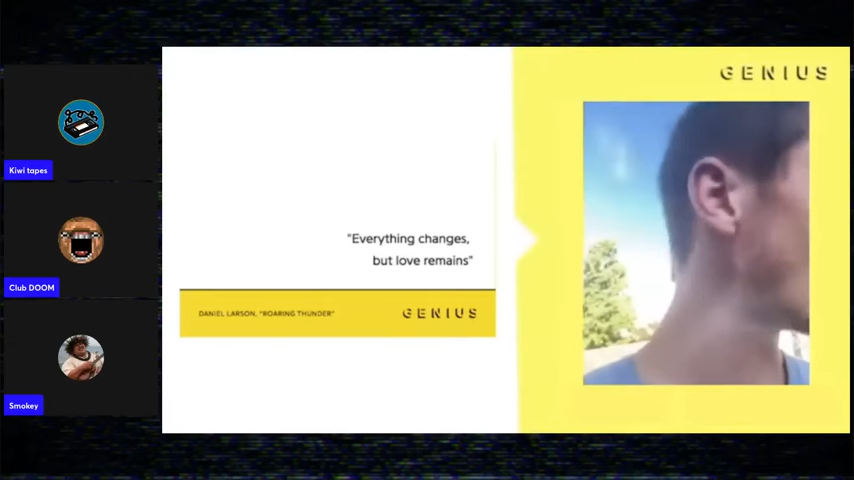 GENIUS
Kiwi tapes
"Everything changes,
but love remains"
Club DOOM
DANIEL LARSON, "ROARING THUNDER"
GENIUS
Smokey